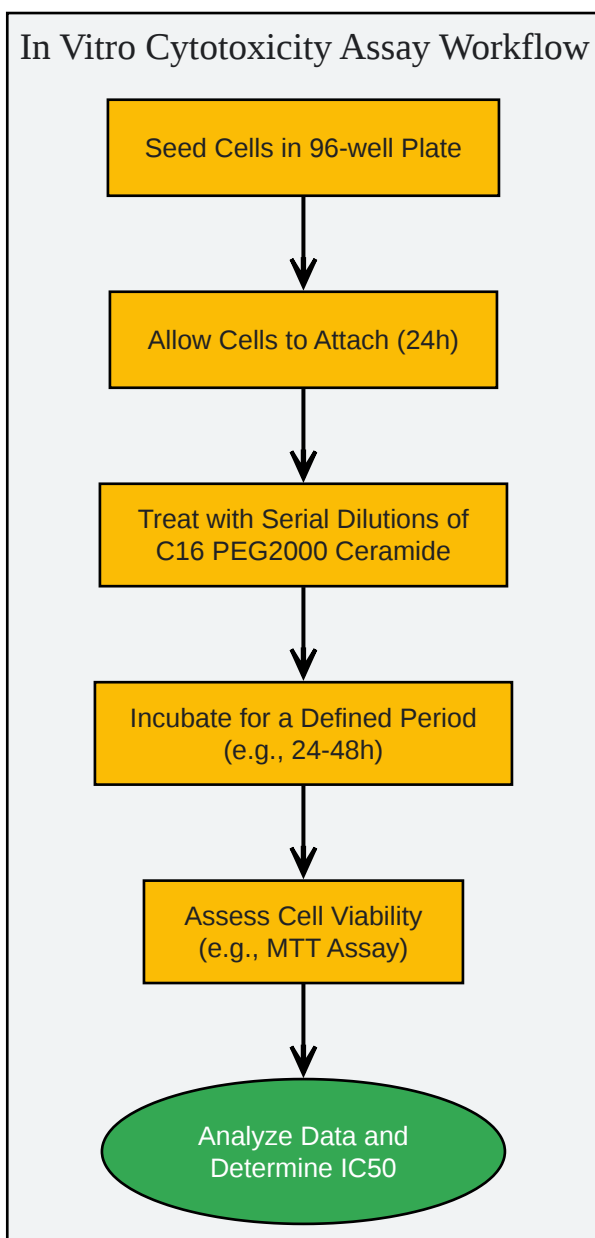 In Vitro Cytotoxicity Assay Workflow
Seed Cells in 96-well Plate
Allow Cells to Attach (24h)
Treat with Serial Dilutions of
C16 PEG2000 Ceramide
Incubate for a Defined Period
(e.g., 24-48h)
Assess Cell Viability
(e.g., MTT Assay)
Analyze Data and
Determine IC50